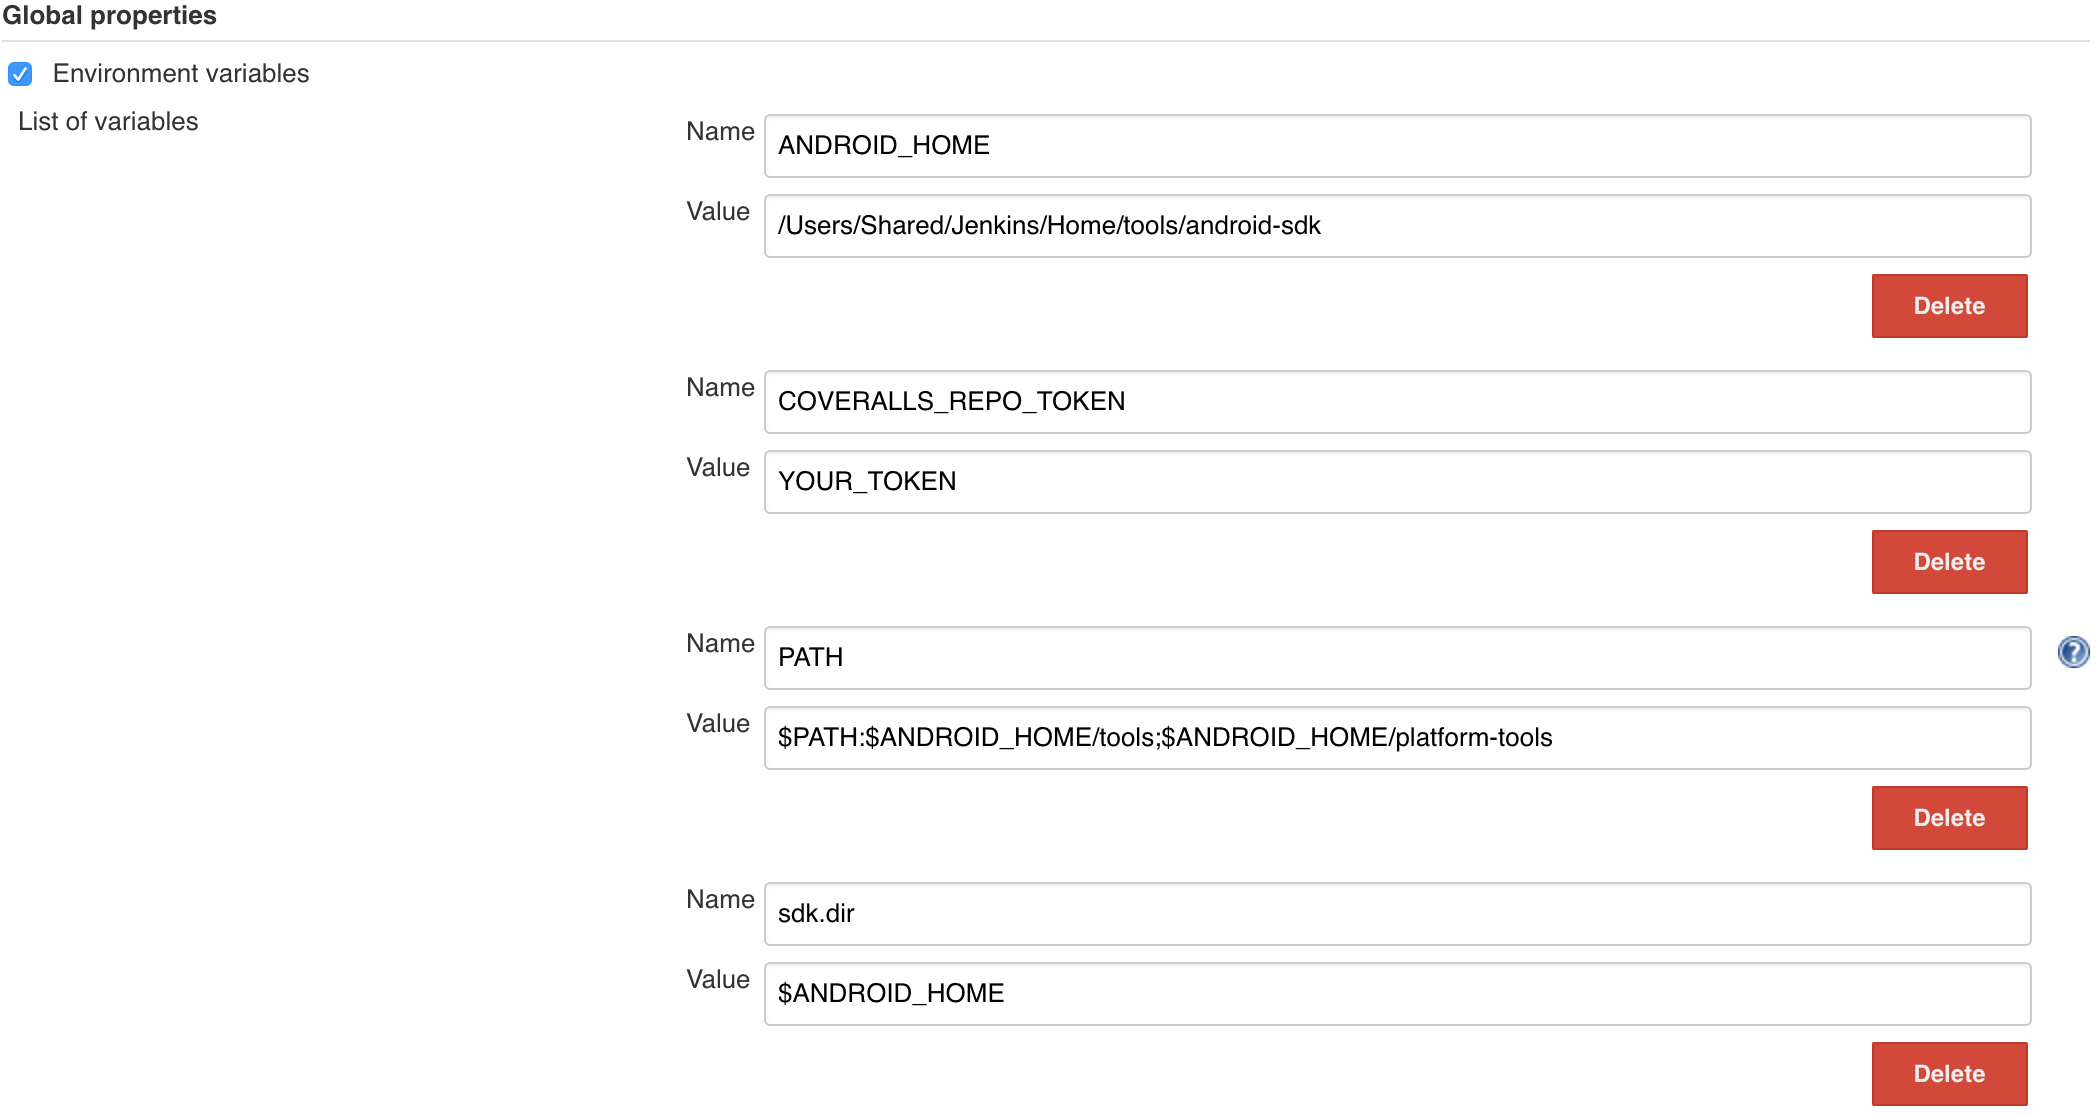 Global properties
Environment variables
List of variables
Name ANDROID_HOME
Value /Users/Shared/Jenkins/Home/tools/android-sdk
Delete
Name COVERALLS_REPO_TOKEN
Value YOUR_TOKEN
Delete
Name PATH
?
Value $PATH:$ANDROID_HOME/tools;$ANDROID_HOME/platform-tools
Delete
Name sdk.dir
Value $ANDROID_HOME
Delete